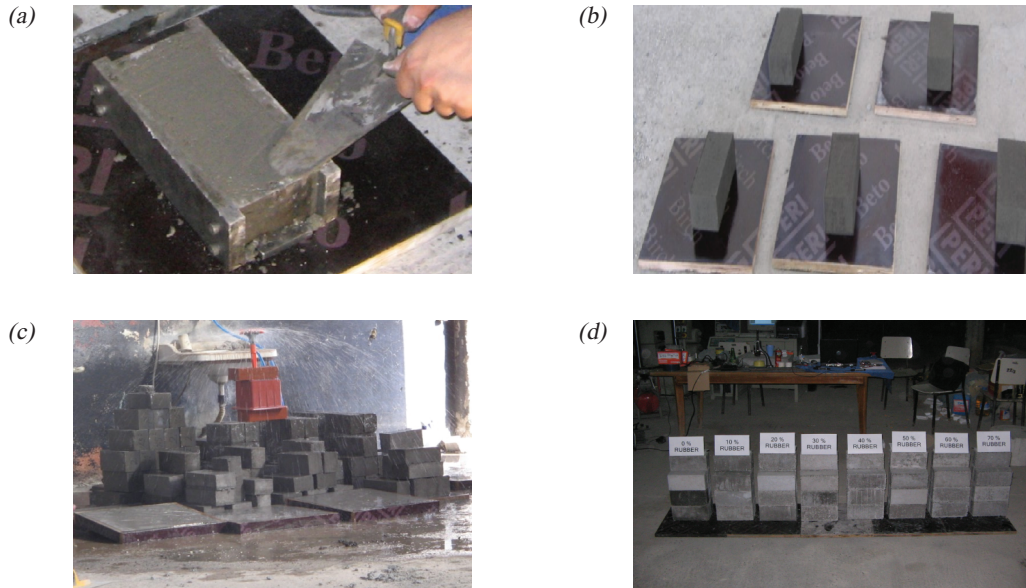 (a)
Beto
(b)
Beto
PERI
Beto
PERI
(c)
(d)
0 %
RUBBER
10 %
RUBBER
20 %
RUBBER
30 %
RUBBER
40 %
RUBBER
50 %
RUBBER
60 %
RUBBER
70 %
RUBBER